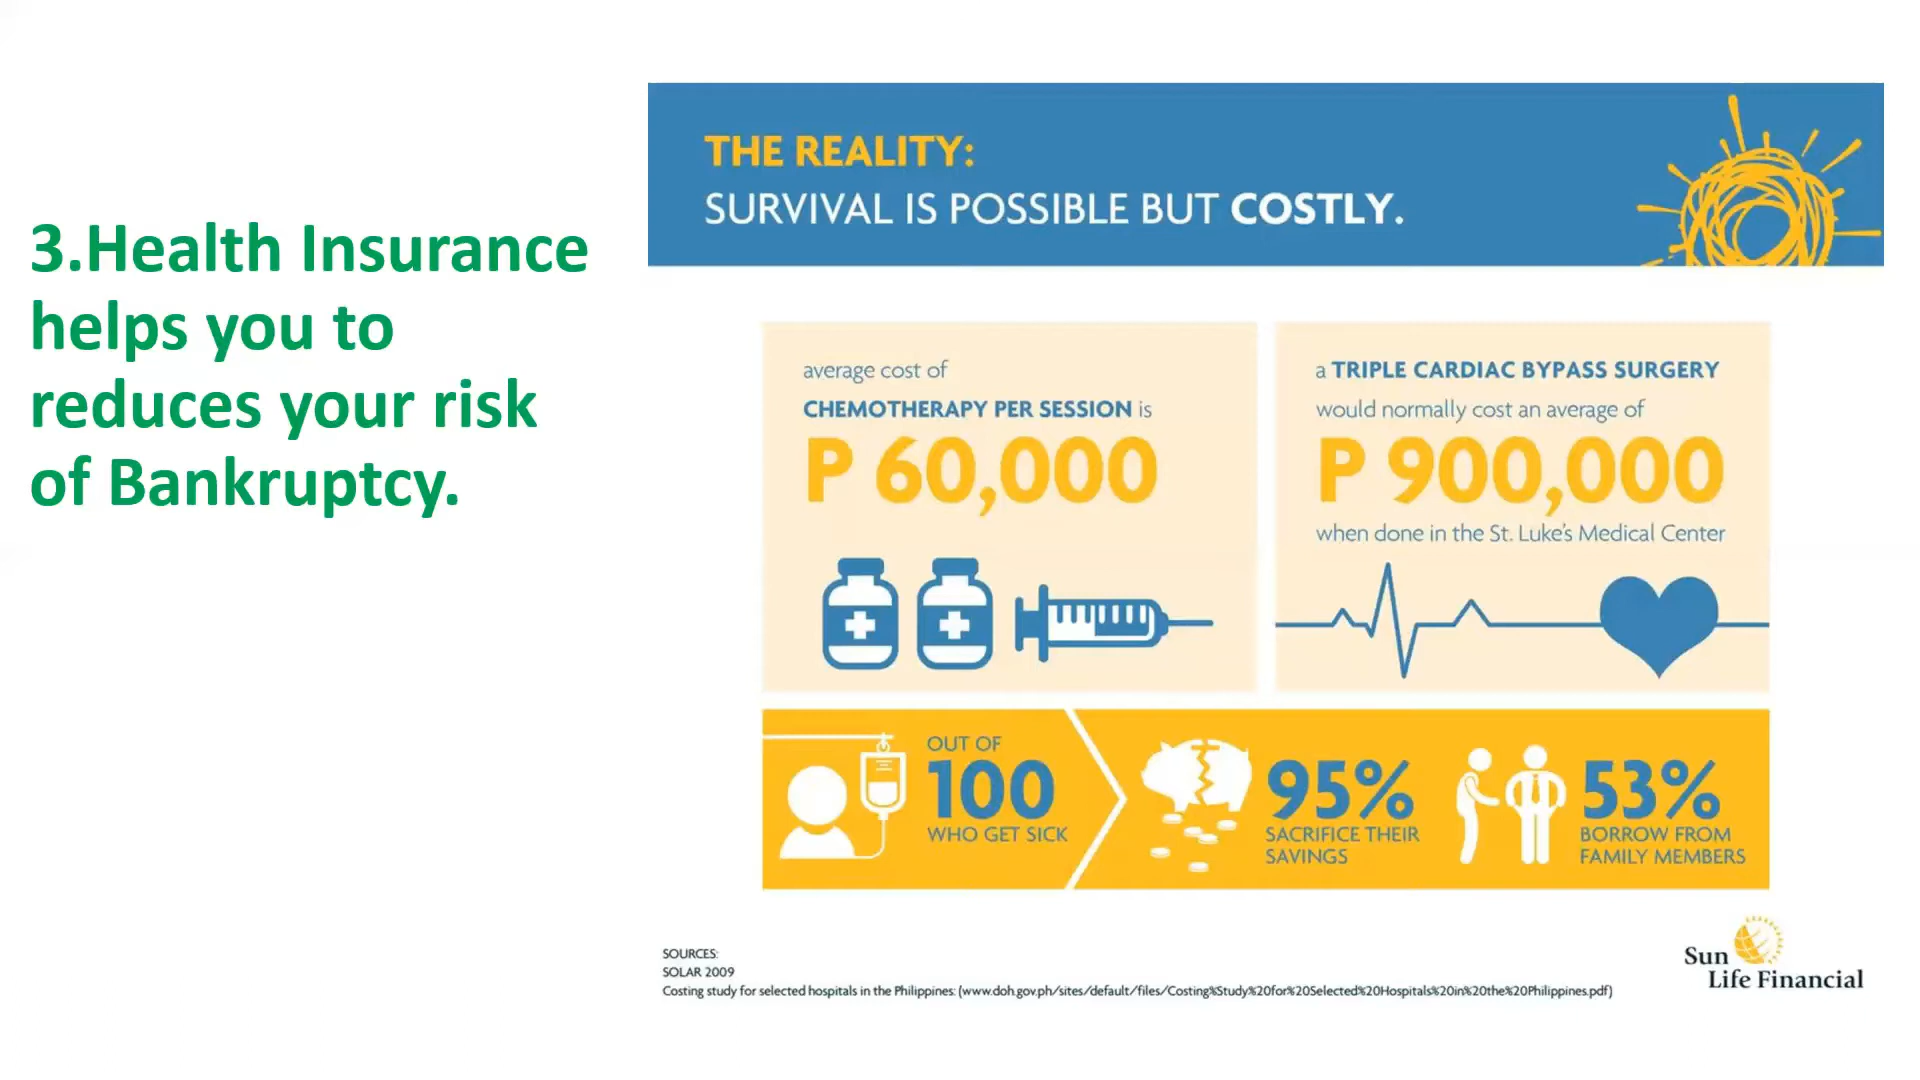 3.Health Insurance
helps you to
reduces your risk
of Bankruptcy.
THE REALITY:
SURVIVAL IS POSSIBLE BUT COSTLY.
average cost of
CHEMOTHERAPY PER SESSION is
P 60,000
a TRIPLE CARDIAC BYPASS SURGERY
would normally cost an average of
P 900,000
when done in the St. Luke's Medical Center
OUT OF
100
WHO GET SICK
95%
SACRIFICE THEIR
SAVINGS
53%
BORROW FROM
FAMILY MEMBERS
SOURCES:
SOLAR 2009
Costing study for selected hospitals in the Philippines: (www.doh.gov.ph/sites/default/files/Costing%Study%20for%20Selected%20Hospitals%20in%20the%20Philippines.pdf)
Sun
Life Financial